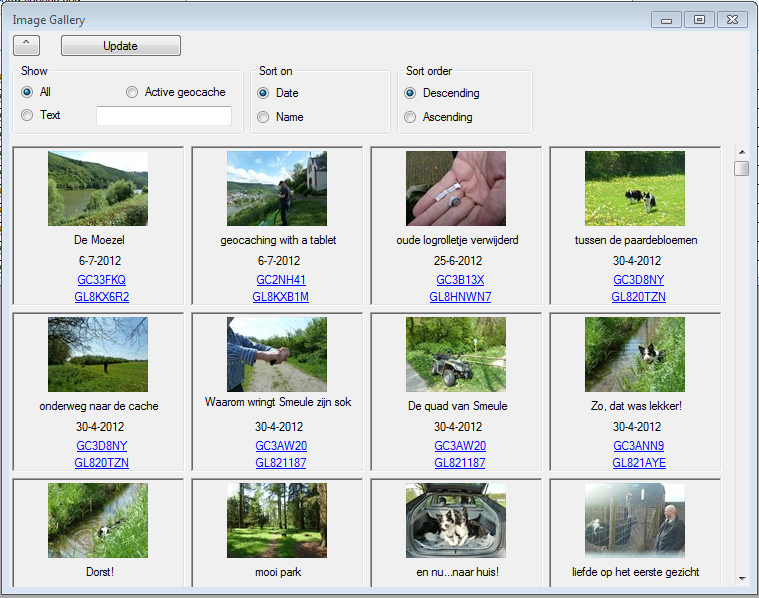 Image Gallery
^ Update
Show Sort on Sort order
All Active geocache Date Descending
Text Name Ascending
De Moezel geocaching with a tablet oude logrolletje verwijderd tussen de paardebloemen
6-7-2012 6-7-2012 25-6-2012 30-4-2012
GC33FKQ GC2NH41 GC3B13X GC3D8NY
GL8KX6R2 GL8KXB1M GL8HNWN7 GL820TZN
onderweg naar de cache Waarom wringt Smeule zijn sok De quad van Smeule Zo, dat was lekker!
30-4-2012 30-4-2012 30-4-2012 30-4-2012
GC3D8NY GC3AW20 GC3AW20 GC3ANN9
GL820TZN GL821187 GL821187 GL821AYE
Dorst! mooi park en nu...naar huis! liefde op het eerste gezicht